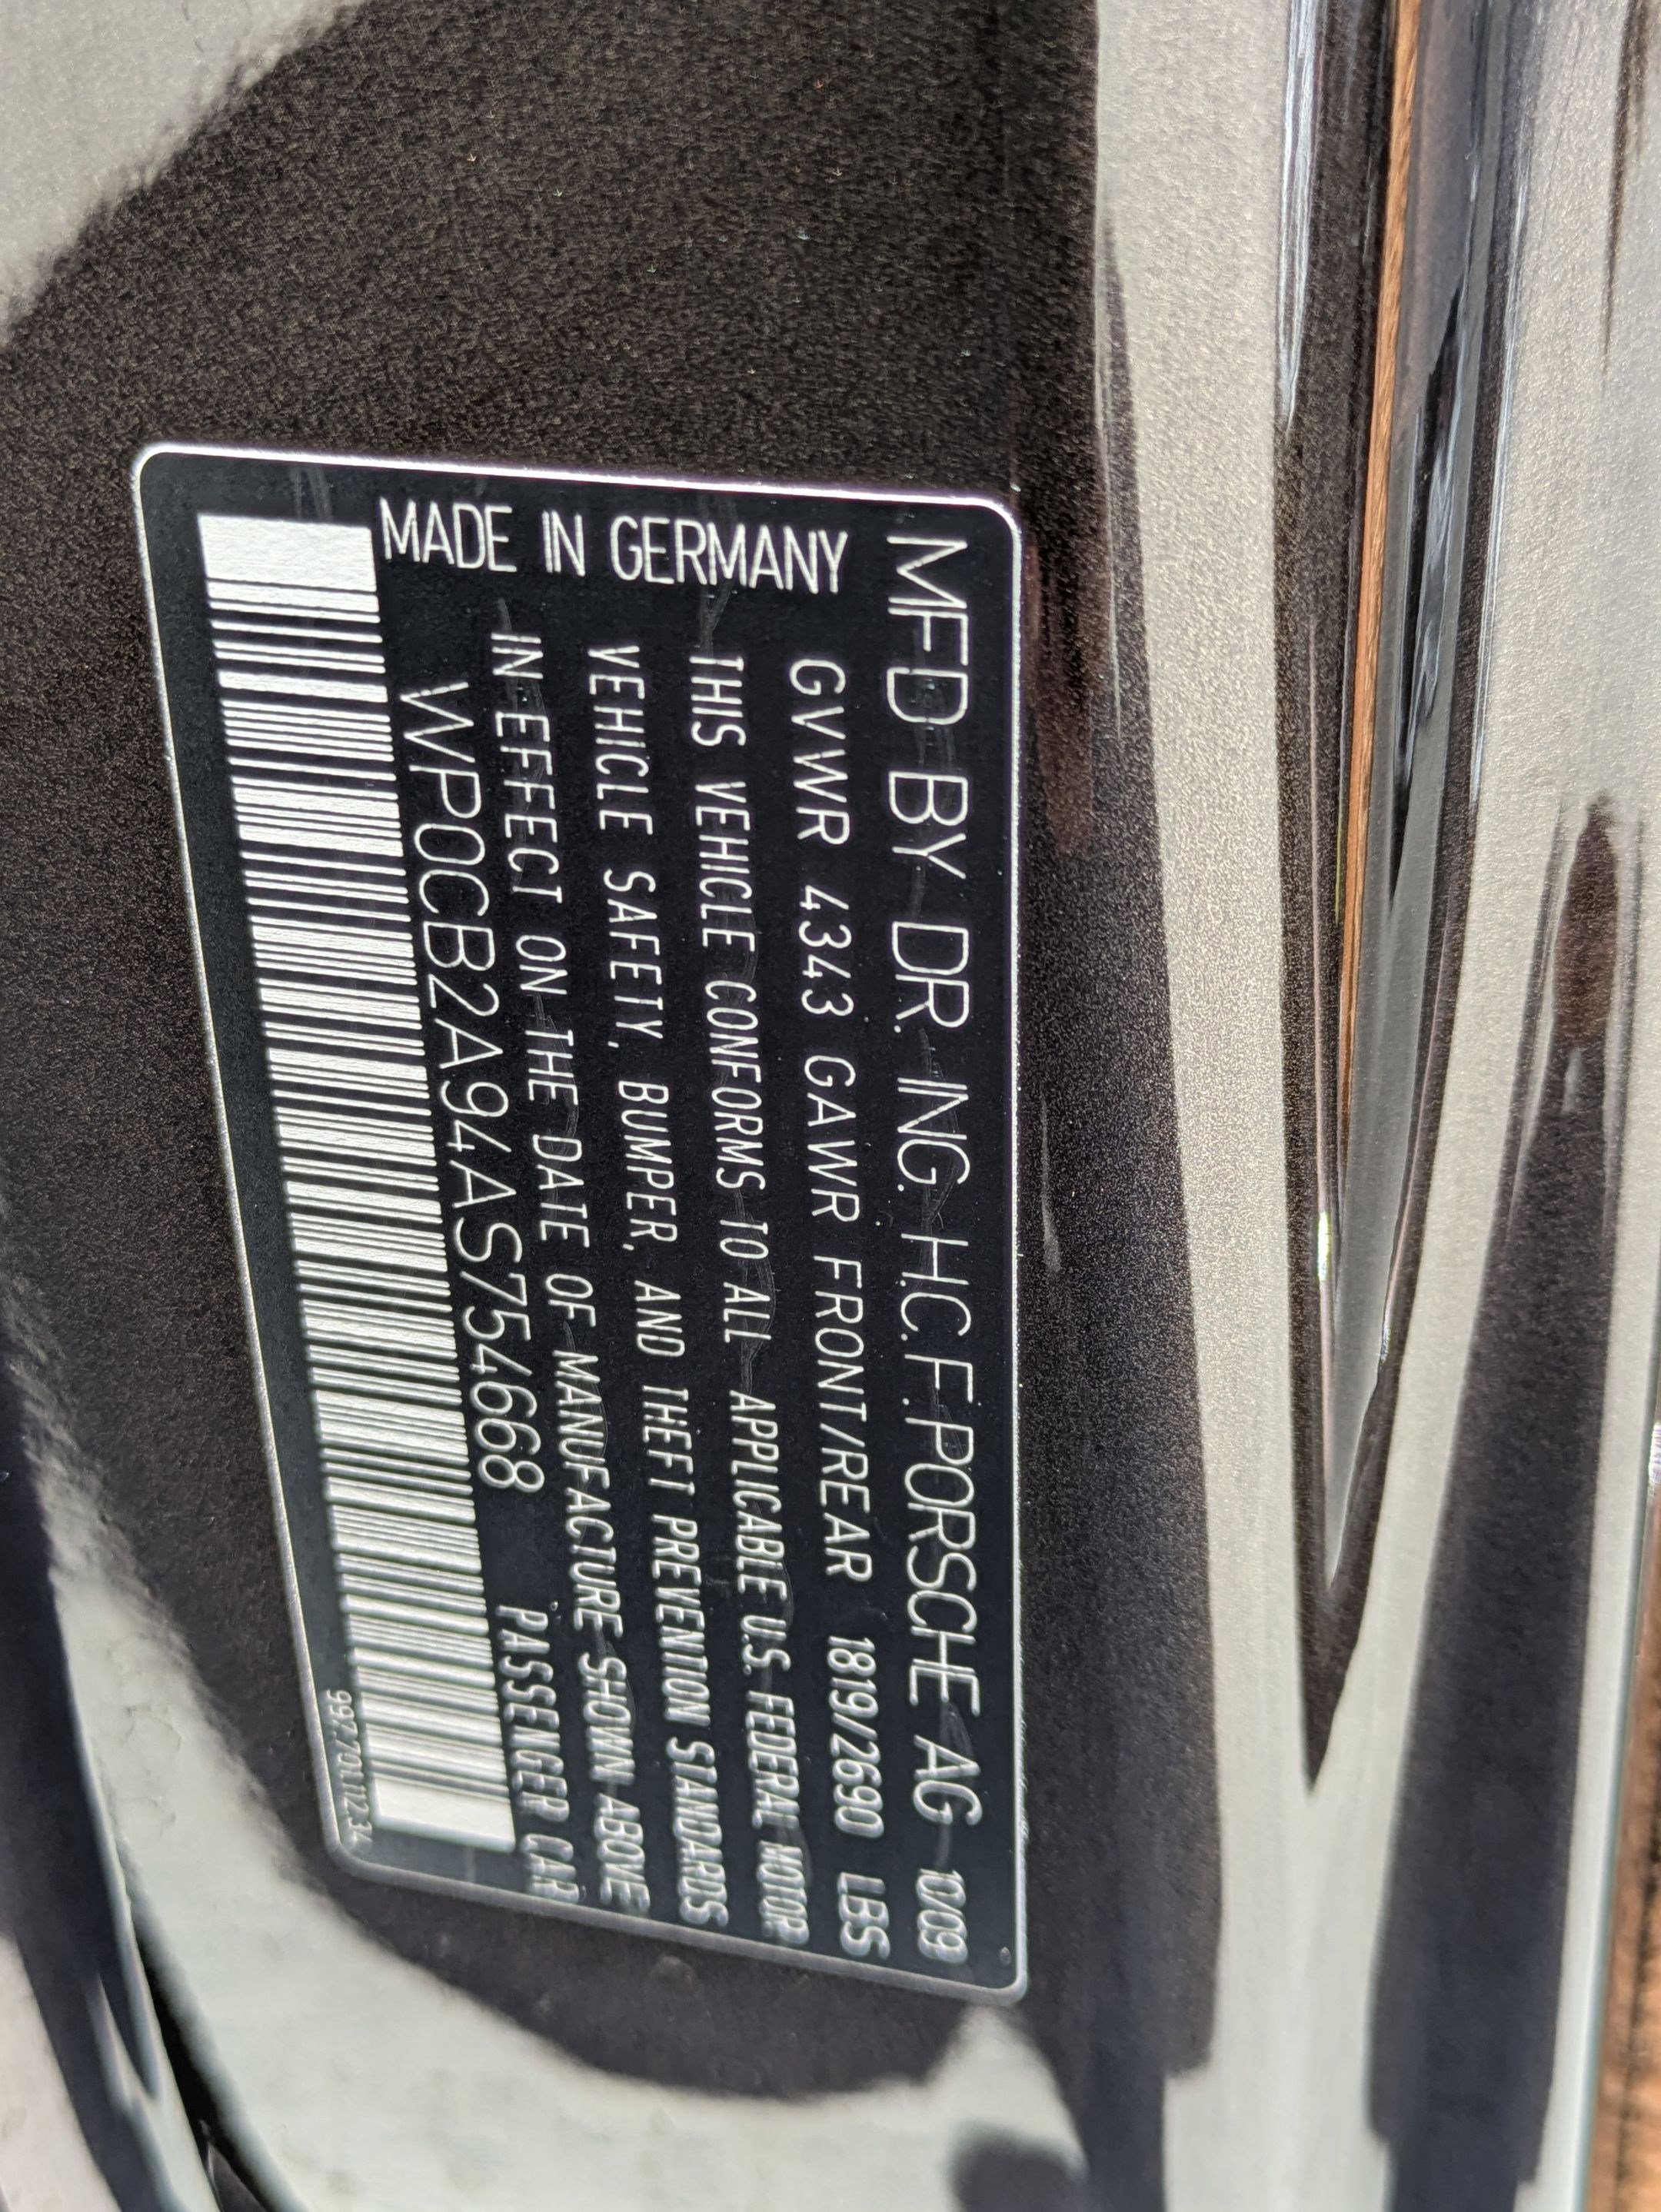 MFD BY DR. ING. H.C. F. PORSCHE AG 10/09
GVWR 4343 GAWR FRONT/REAR 1819/2690 LBS
THIS VEHICLE CONFORMS TO ALL APPLICABLE U.S. FEDERAL MOTOR
VEHICLE SAFETY, BUMPER, AND THEFT PREVENTION STANDARDS
IN EFFECT ON THE DATE OF MANUFACTURE SHOWN ABOVE
WP0CB2A94AS754668 PASSENGER CAR
MADE IN GERMANY